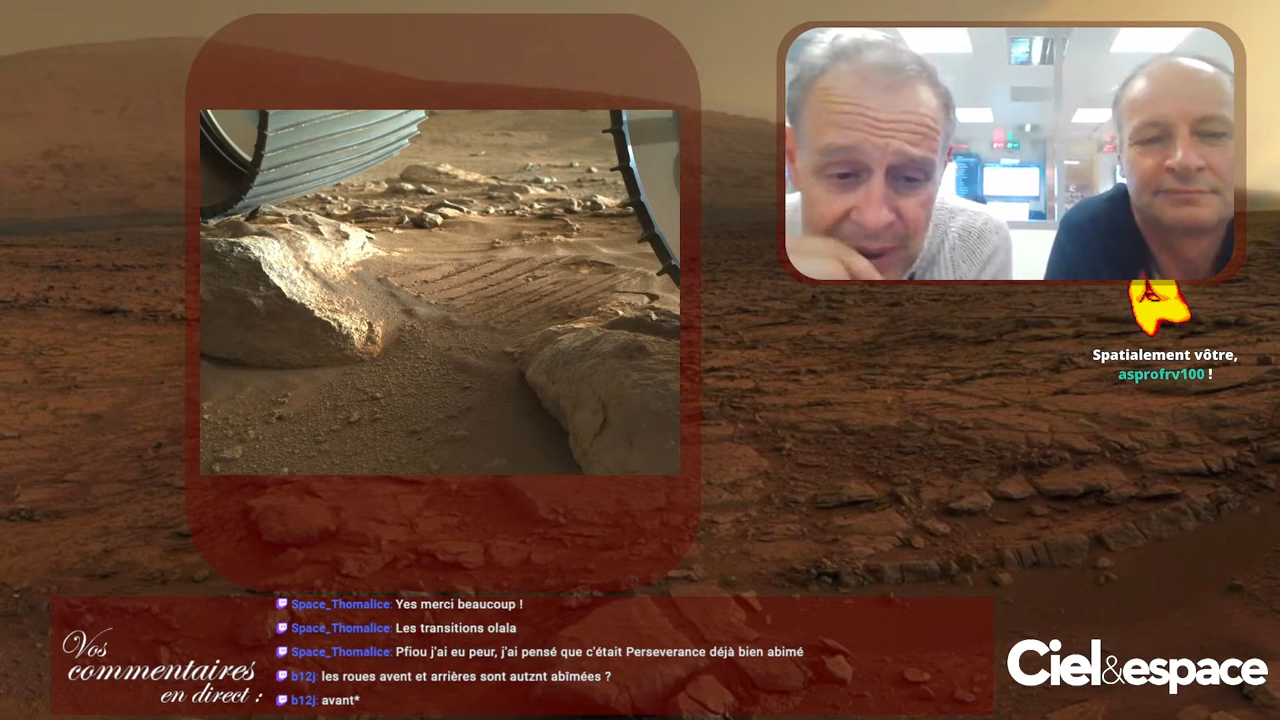 Spatialement vôtre,
asprofrv100 !
Space_Thomalice: Yes merci beaucoup !
Space_Thomalice: Les transitions olala
Space_Thomalice: Pfiou j'ai eu peur, j'ai pensé que c'était Perseverance déjà bien abimé
b12j: les roues avent et arrières sont autznt abîmées ?
b12j: avant*
Vos
commentaires
en direct :
Ciel&espace